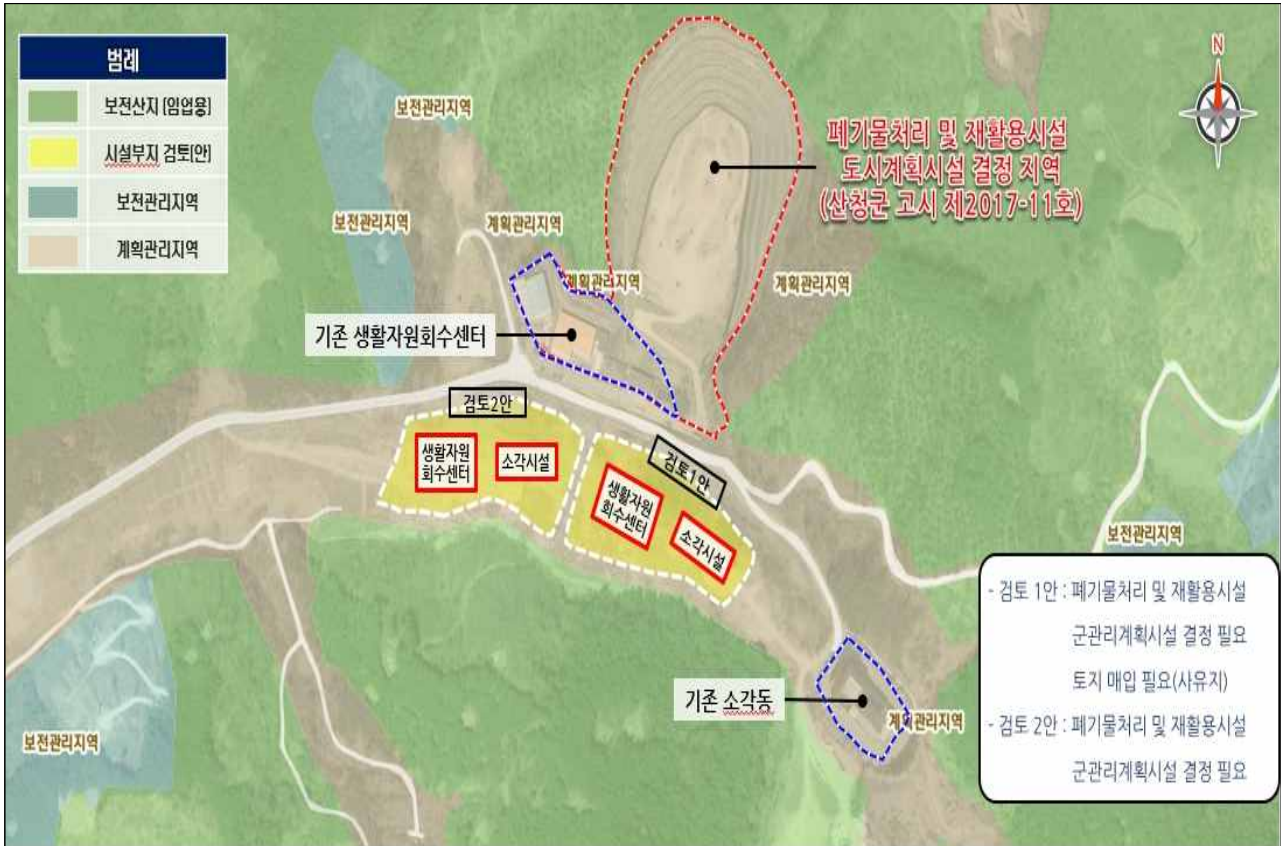 범례
보전산지 (임업용)
시설부지 검토(안)
보전관리지역
계획관리지역
N
보전관리지역
보전관리지역
계획관리지역
계획관리지역
계획관리지역
폐기물처리 및 재활용시설
도시계획시설 결정 지역
(산청군 고시 제2017-11호)
기존 생활자원회수센터
검토2안
생활자원
회수센터
소각시설
검토1안
생활자원
회수센터
소각시설
보전관리지역
기존 소각동
계획관리지역
보전관리지역
- 검토 1안 : 폐기물처리 및 재활용시설
군관리계획시설 결정 필요
토지 매입 필요(사유지)
- 검토 2안 : 폐기물처리 및 재활용시설
군관리계획시설 결정 필요